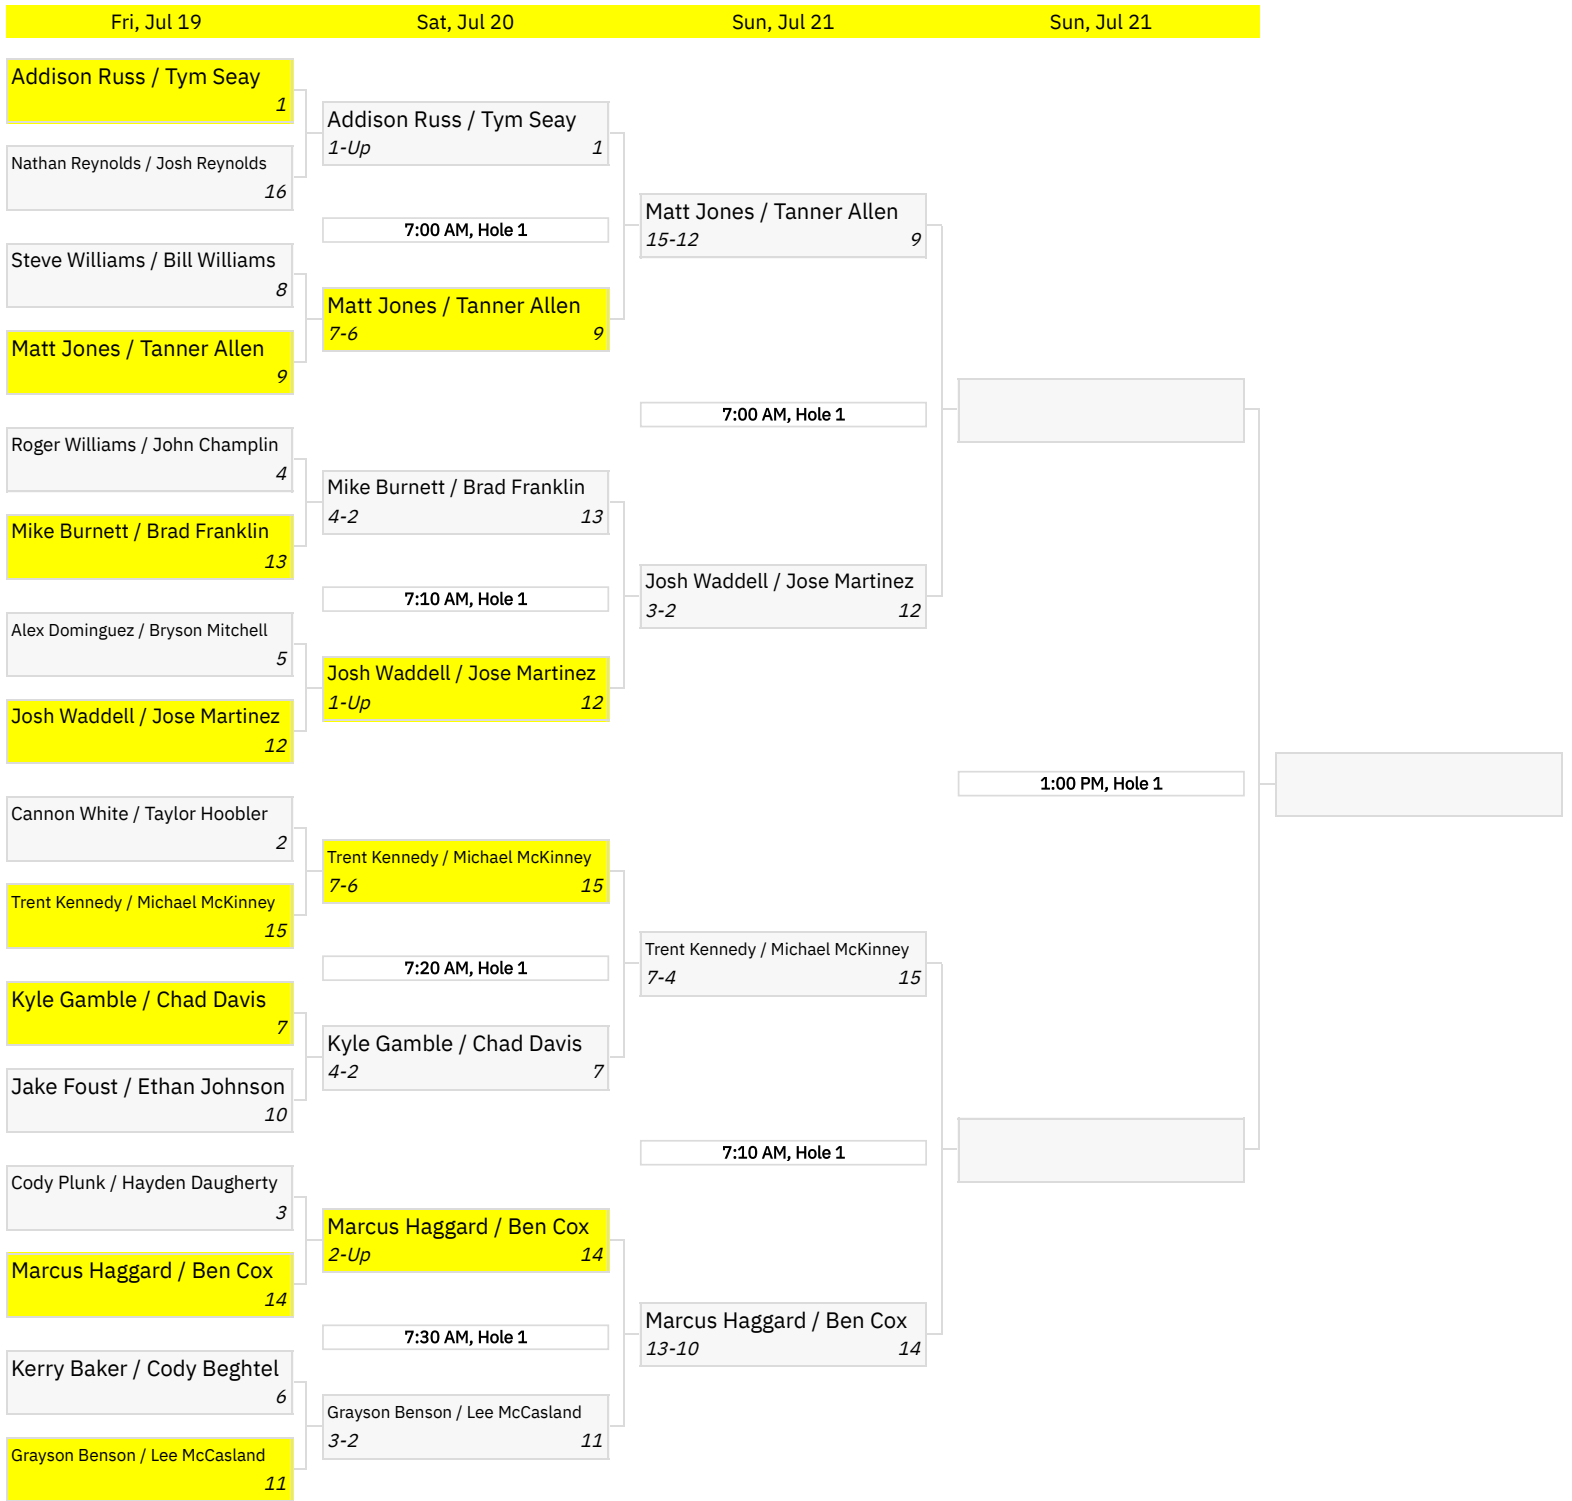 Fri, Jul 19
Sat, Jul 20
Sun, Jul 21
Sun, Jul 21
Addison Russ / Tym Seay
1
Nathan Reynolds / Josh Reynolds
16
Steve Williams / Bill Williams
8
Matt Jones / Tanner Allen
9
Roger Williams / John Champlin
4
Mike Burnett / Brad Franklin
13
Alex Dominguez / Bryson Mitchell
5
Josh Waddell / Jose Martinez
12
Cannon White / Taylor Hoobler
2
Trent Kennedy / Michael McKinney
15
Kyle Gamble / Chad Davis
7
Jake Foust / Ethan Johnson
10
Cody Plunk / Hayden Daugherty
3
Marcus Haggard / Ben Cox
14
Kerry Baker / Cody Beghtel
6
Grayson Benson / Lee McCasland
11
Addison Russ / Tym Seay
1-Up 1
7:00 AM, Hole 1
Matt Jones / Tanner Allen
7-6 9
Mike Burnett / Brad Franklin
4-2 13
7:10 AM, Hole 1
Josh Waddell / Jose Martinez
1-Up 12
Trent Kennedy / Michael McKinney
7-6 15
7:20 AM, Hole 1
Kyle Gamble / Chad Davis
4-2 7
Marcus Haggard / Ben Cox
2-Up 14
7:30 AM, Hole 1
Grayson Benson / Lee McCasland
3-2 11
Matt Jones / Tanner Allen
15-12 9
7:00 AM, Hole 1
Josh Waddell / Jose Martinez
3-2 12
Trent Kennedy / Michael McKinney
7-4 15
7:10 AM, Hole 1
Marcus Haggard / Ben Cox
13-10 14
1:00 PM, Hole 1